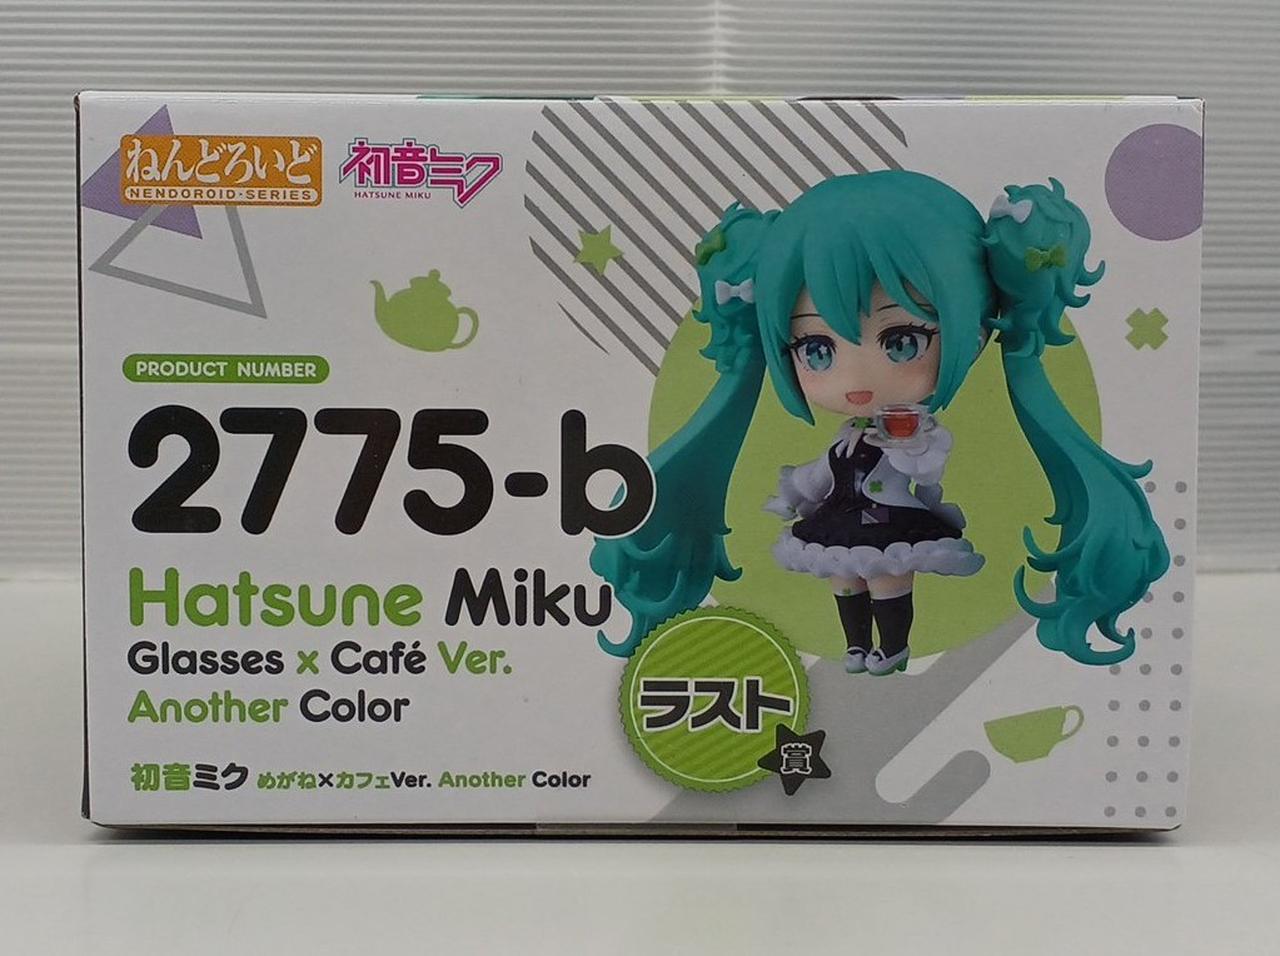 ねんどろいど
NENDOROID·SERIES
初音ミク
HATSUNE MIKU
PRODUCT NUMBER
2775-b
Hatsune Miku
Glasses x Café Ver.
Another Color
初音ミク めがね×カフェVer. Another Color
ラスト
賞